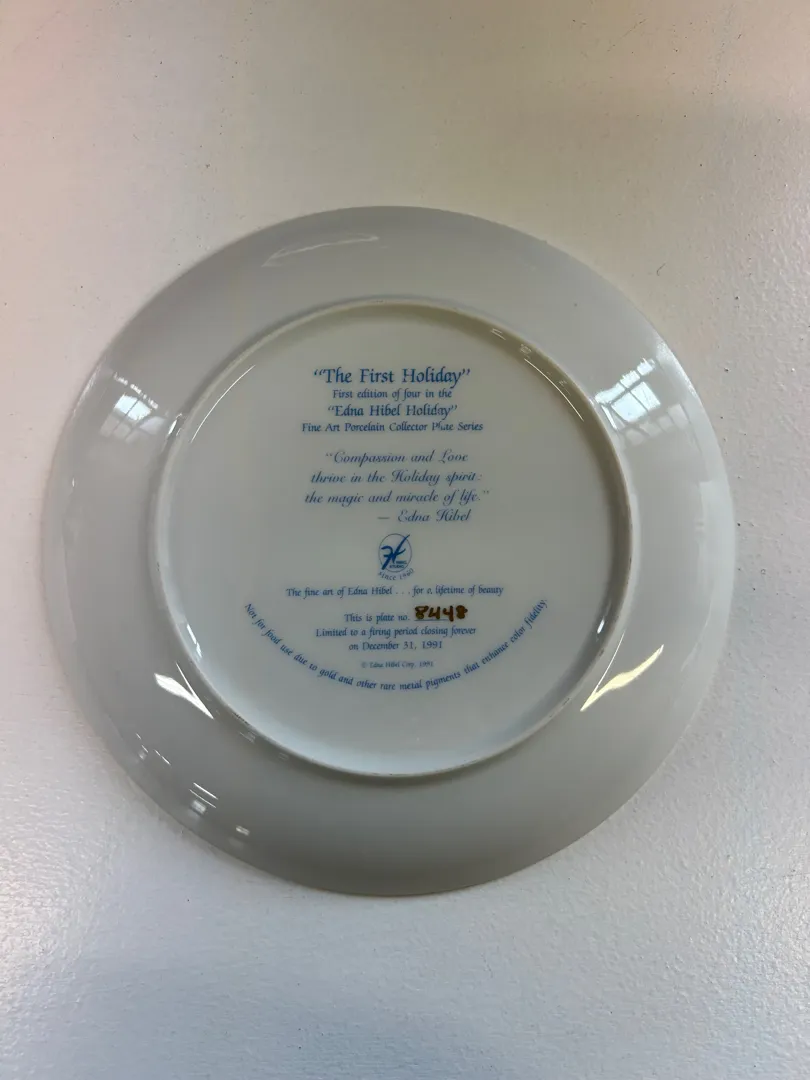 “The First Holiday”
First edition of four in the
“Edna Hibel Holiday”
Fine Art Porcelain Collector Plate Series
“Compassion and Love
thrive in the Holiday spirit:
the magic and miracle of life.”
— Edna Hibel
HIBEL
STUDIO
SINCE 1940
The fine art of Edna Hibel . . . for a lifetime of beauty
This is plate no. 8448
Limited to a firing period closing forever
on December 31, 1991
© Edna Hibel Corp. 1991
Not for food use due to gold and other rare metal pigments that enhance color fidelity.